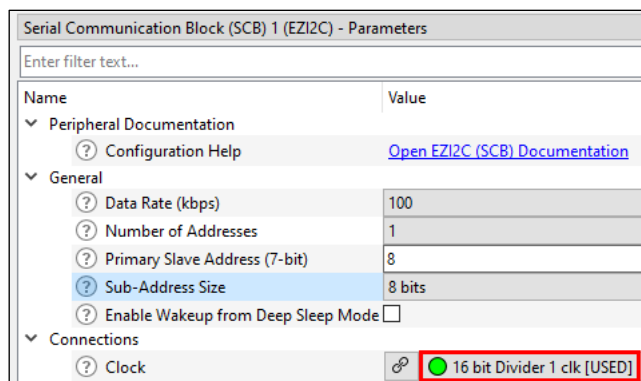 Serial Communication Block (SCB) 1 (EZI2C) - Parameters
Enter filter text...
Name Value
Peripheral Documentation
Configuration Help Open EZI2C (SCB) Documentation
General
Data Rate (kbps) 100
Number of Addresses 1
Primary Slave Address (7-bit) 8
Sub-Address Size 8 bits
Enable Wakeup from Deep Sleep Mode
Connections
Clock 16 bit Divider 1 clk [USED]